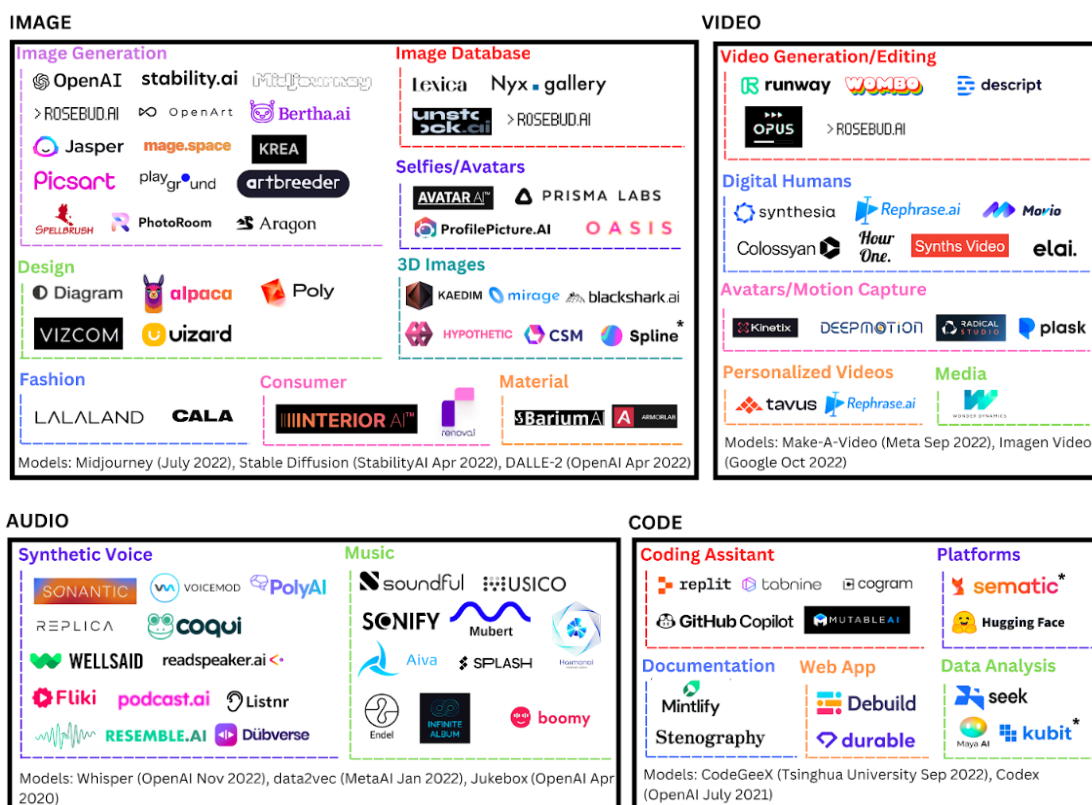 IMAGE
Image Generation
OpenAI stability.ai Midjourney
>ROSEBUD.AI OpenArt Bertha.ai
Jasper mage.space KREA
Picsart playgr und artbreeder
SPELLBRUSH PhotoRoom Aragon
Image Database
Lexica Nyx.gallery
unstock.ai >ROSEBUD.AI
Selfies/Avatars
AVATAR AI™ PRISMA LABS
ProfilePicture.AI OASIS
Design
Diagram alpaca Poly
VIZCOM uizard
3D Images
KAEDIM mirage blackshark.ai
HYPOTHETIC CSM Spline*
Fashion
LALALAND CALA
Consumer
INTERIOR AI™ renovai
Material
BariumAI ARMORLAB
Models: Midjourney (July 2022), Stable Diffusion (StabilityAI Apr 2022), DALLE-2 (OpenAI Apr 2022)
VIDEO
Video Generation/Editing
runway WOMBO descript
OPUS >ROSEBUD.AI
Digital Humans
synthesia Rephrase.ai Movio
Colossyan Hour One. Synths Video elai.
Avatars/Motion Capture
Kinetix DEEPMOTION RADICAL STUDIO plask
Personalized Videos
tavus Rephrase.ai
Media
WONDER DYNAMICS
Models: Make-A-Video (Meta Sep 2022), Imagen Video
(Google Oct 2022)
AUDIO
Synthetic Voice
SONANTIC VOICEMOD PolyAI
REPLICA coqui
WELLSAID readspeaker.ai
Fliki podcast.ai Listnr
RESEMBLE.AI Dübverse
Music
soundful MUSICO
SONIFY Mubert
Aiva SPLASH Harmonai
Endel INFINITE ALBUM boomy
Models: Whisper (OpenAI Nov 2022), data2vec (MetaAI Jan 2022), Jukebox (OpenAI Apr
2020)
CODE
Coding Assitant
replit tabnine cogram
GitHub Copilot MUTABLEAI
Platforms
sematic*
Hugging Face
Documentation
Mintlify
Stenography
Web App
Debuild
durable
Data Analysis
seek
Maya AI kubit*
Models: CodeGeeX (Tsinghua University Sep 2022), Codex
(OpenAI July 2021)